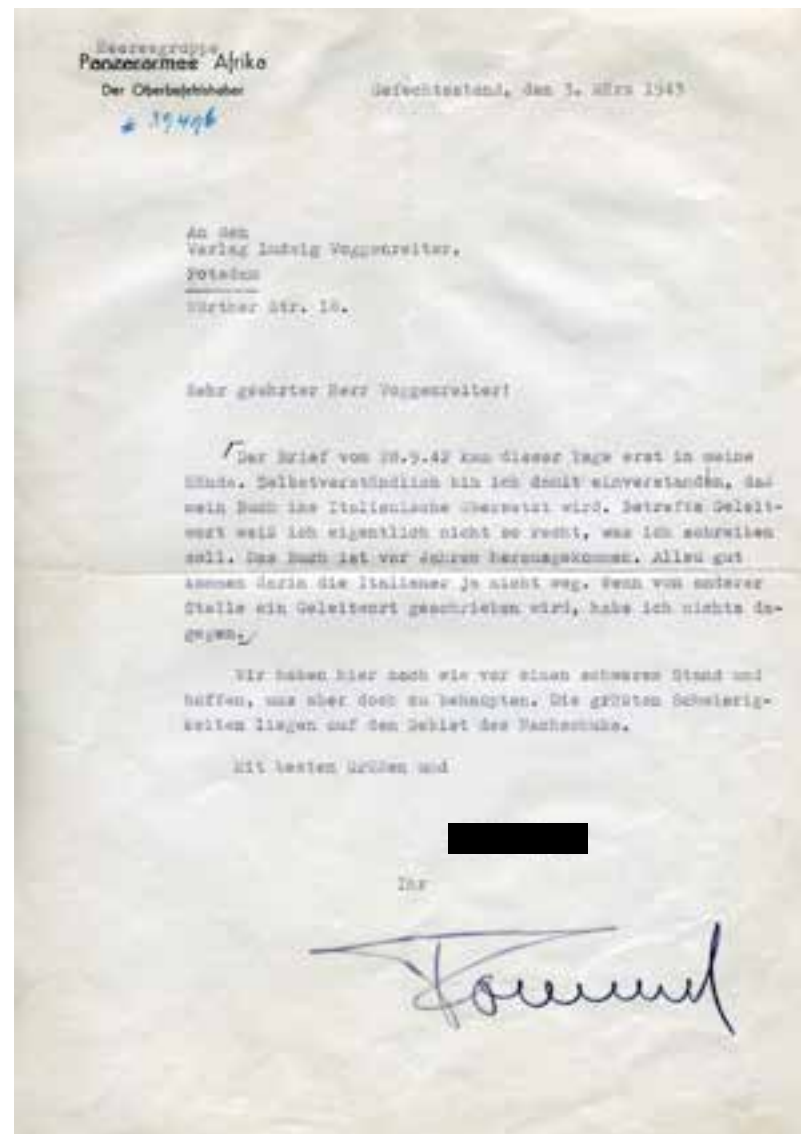 Heeresgruppe
Panzerarmee Afrika
Der Oberbefehlshaber
Gefechtsstand, den 3. März 1943
An den
Verlag Ludwig Voggenreiter.
Potsdam
Str.
Sehr geehrter Herr Voggenreiter!
Der Brief vom 28.9.42 kam dieser Tage erst in meine
Hände. Selbstverständlich bin ich damit einverstanden, daß
mein Buch ins Italienische übersetzt wird. Betreffs Geleit-
wort weiß ich eigentlich nicht so recht, was ich schreiben
soll. Das Buch ist vor Jahren herausgekommen. Allzu gut
kommen darin die Italiener ja nicht weg. Wenn von anderer
Stelle ein Geleitwort geschrieben wird, habe ich nichts da-
gegen.
Wir haben hier nach wie vor einen schweren Stand und
hoffen, uns aber doch zu behaupten. Die größten Schwierig-
keiten liegen auf dem Gebiet des Nachschubs.
Mit besten Grüßen und
Ihr
Rommel